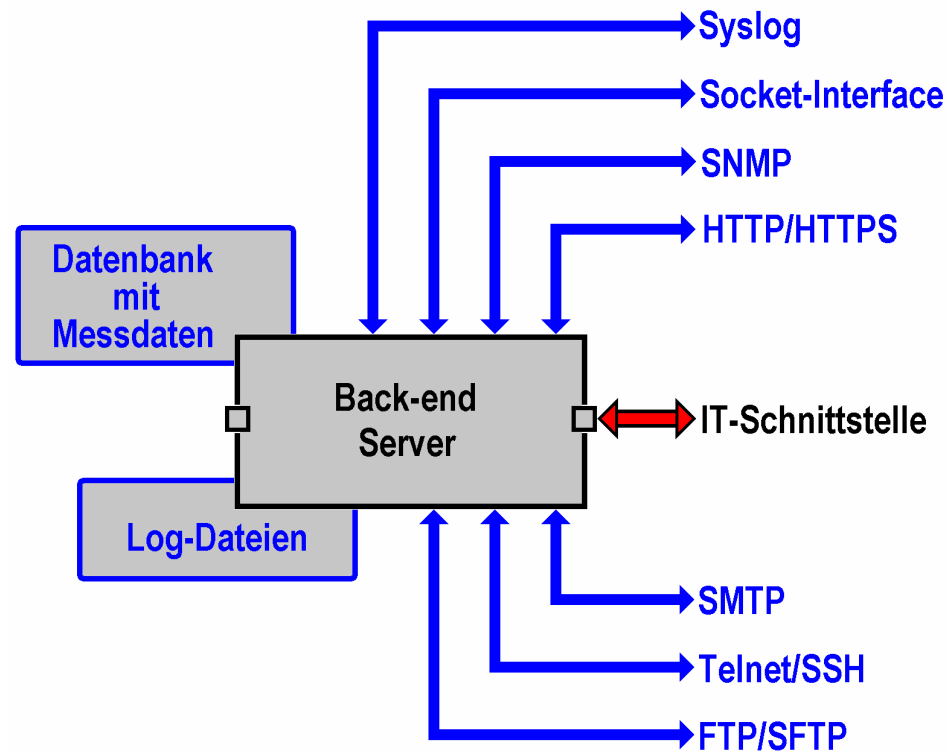 Syslog
Socket-Interface
SNMP
HTTP/HTTPS
Datenbank
mit
Messdaten
Back-end
Server
IT-Schnittstelle
Log-Dateien
SMTP
Telnet/SSH
FTP/SFTP